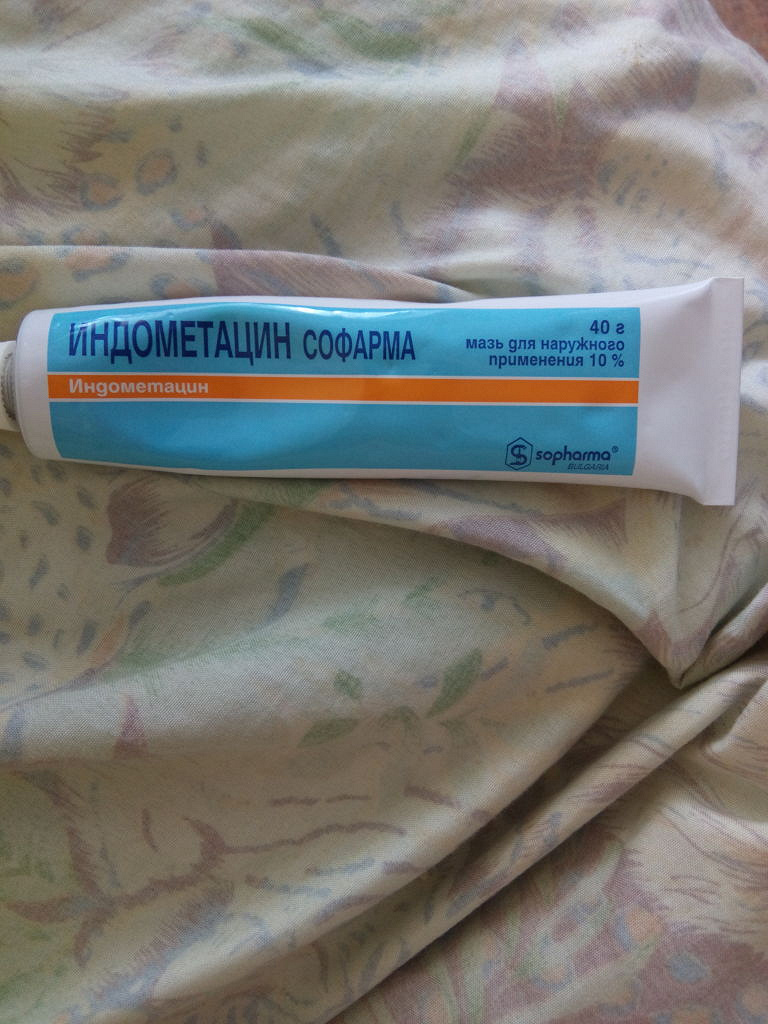 ИНДОМЕТАЦИН СОФАРМА
40 г
мазь для наружного
применения 10 %
Индометацин
sopharma®
BULGARIA